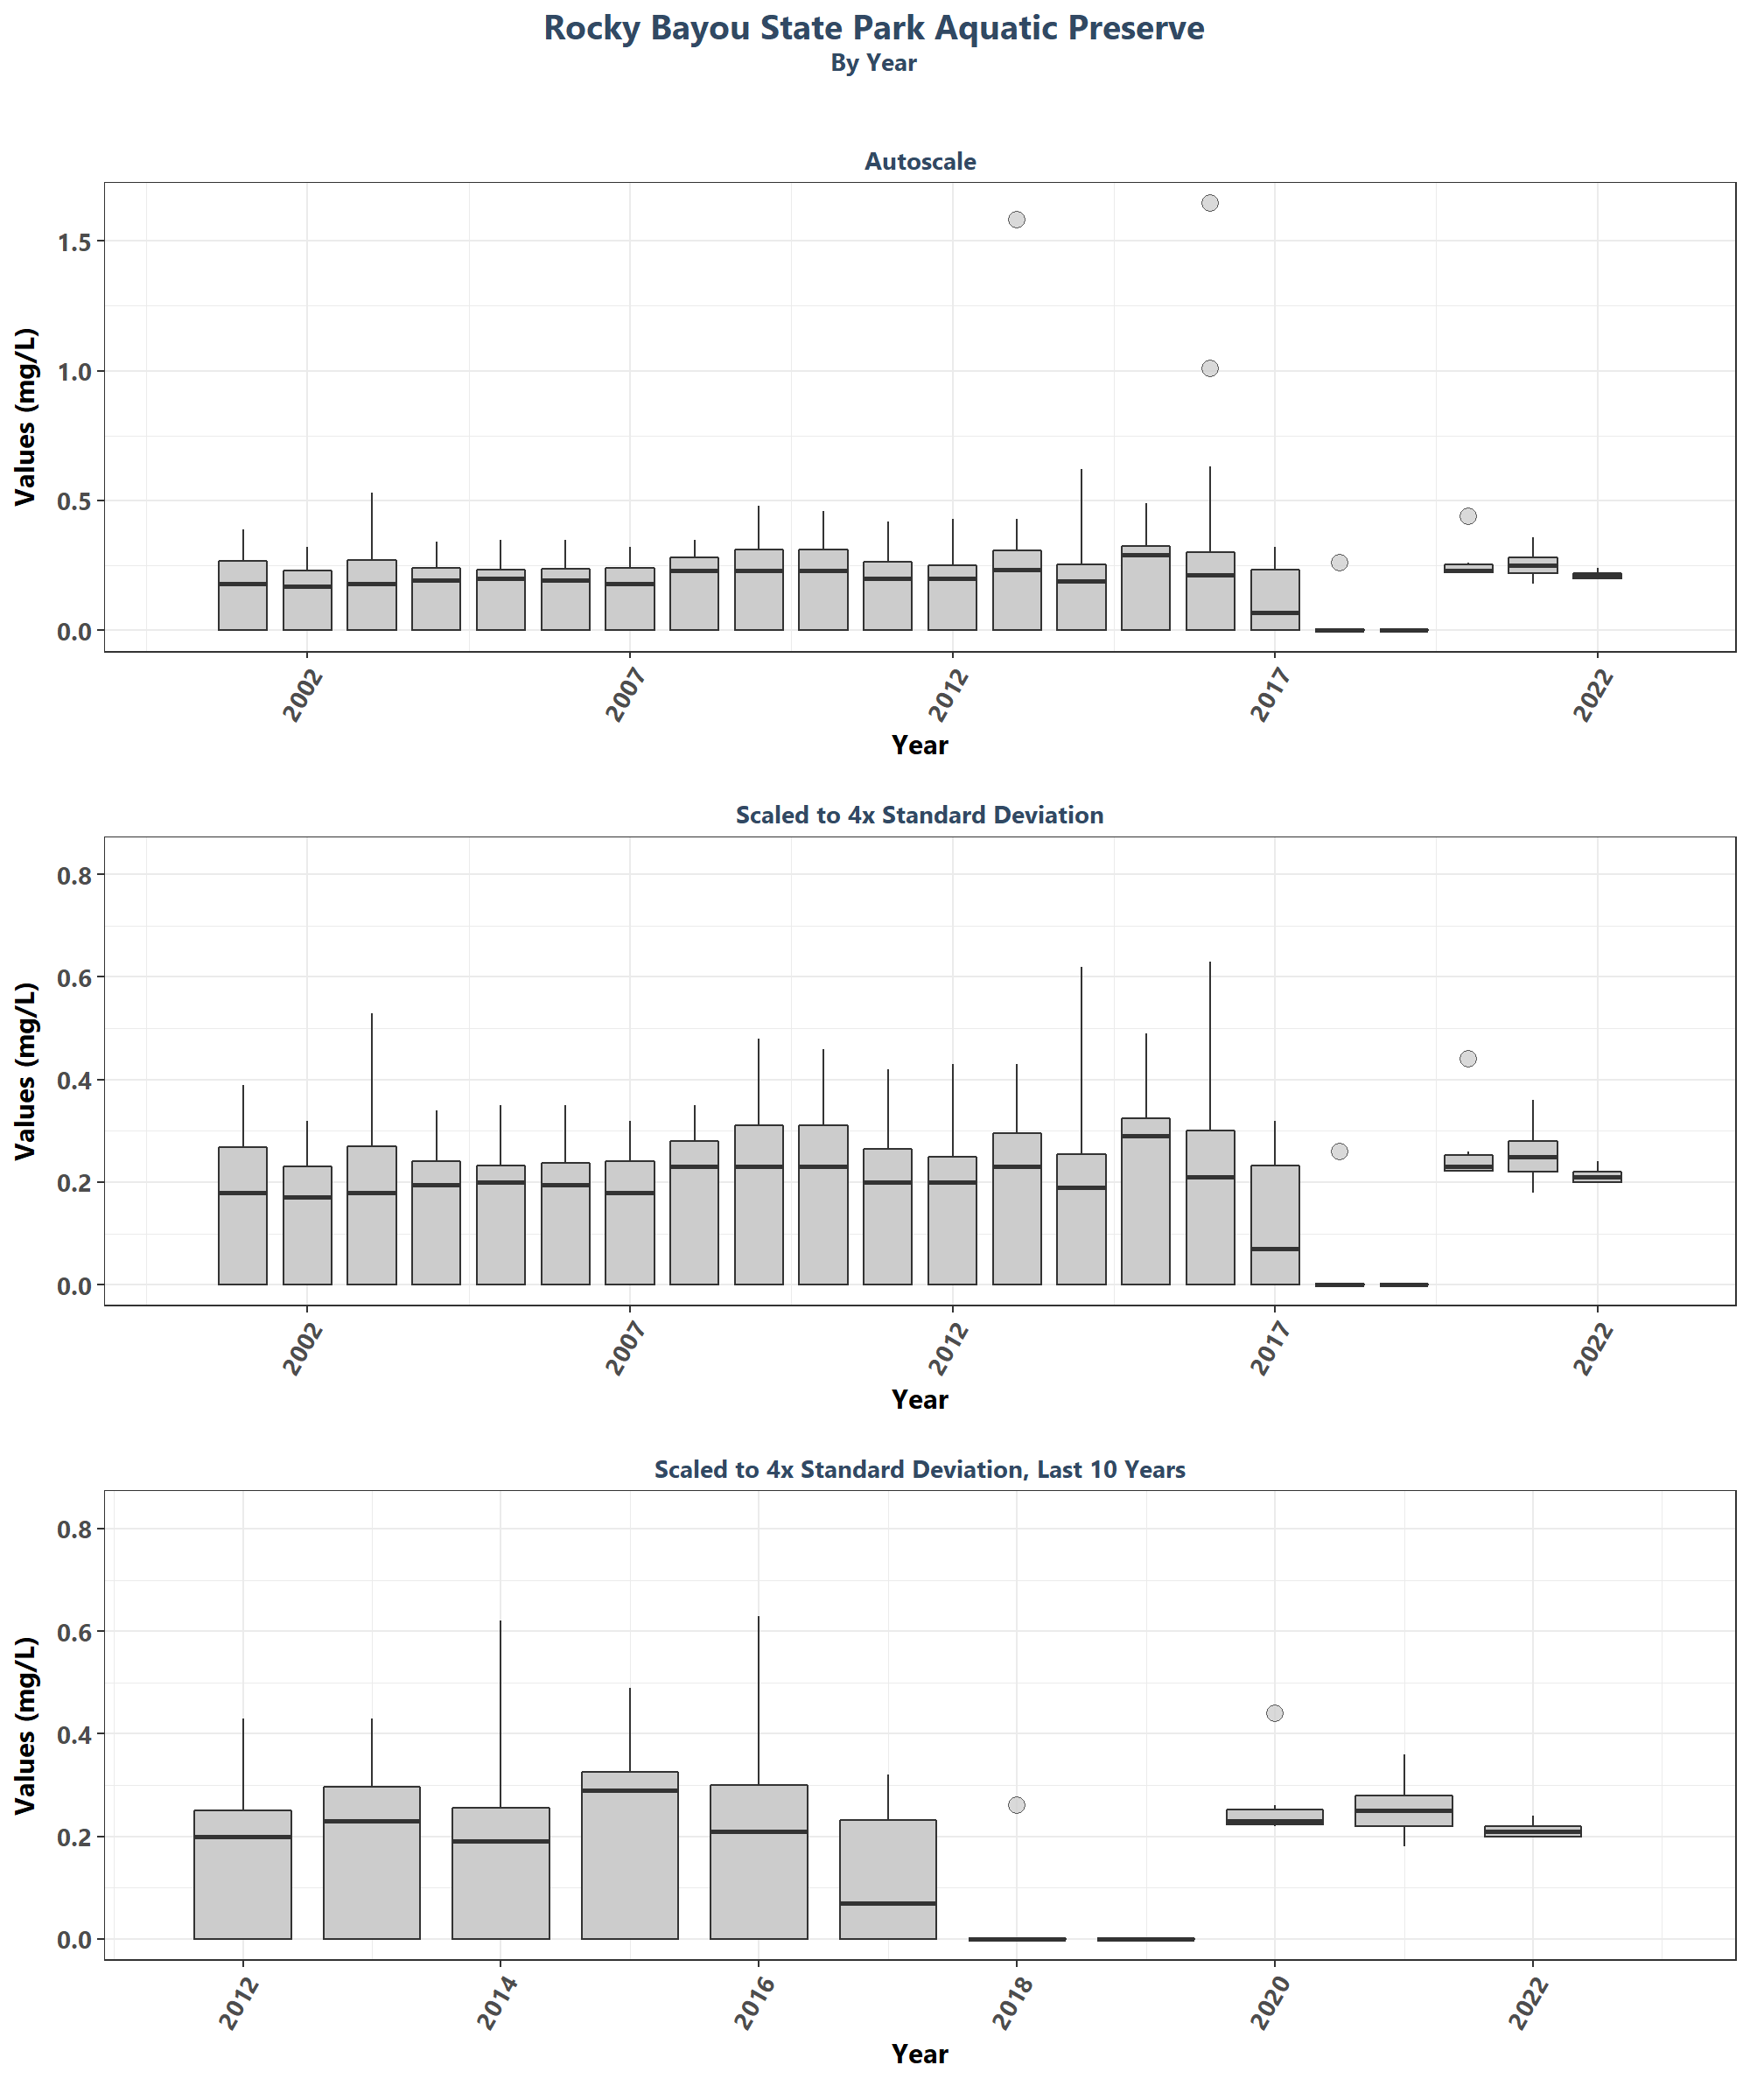 Rocky Bayou State Park Aquatic Preserve
By Year
Autoscale
Values (mg/L)
1.5
1.0
0.5
0.0
2002
2007
2012
2017
2022
Year
Scaled to 4x Standard Deviation
Values (mg/L)
0.8
0.6
0.4
0.2
0.0
2002
2007
2012
2017
2022
Year
Scaled to 4x Standard Deviation, Last 10 Years
Values (mg/L)
0.8
0.6
0.4
0.2
0.0
2012
2014
2016
2018
2020
2022
Year